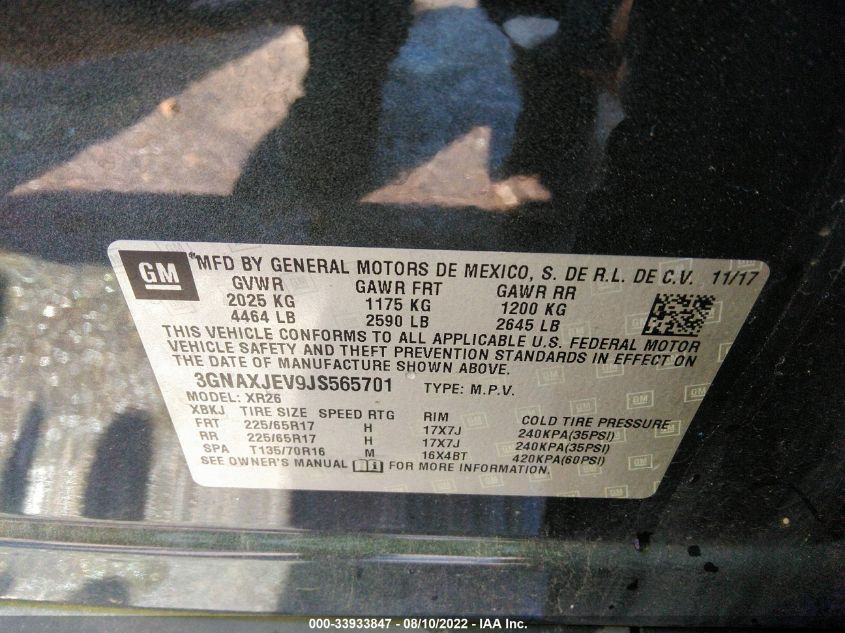 GM
MFD BY GENERAL MOTORS DE MEXICO, S. DE R.L. DE C.V. 11/17
GVWR GAWR FRT GAWR RR
2025 KG 1175 KG 1200 KG
4464 LB 2590 LB 2645 LB
THIS VEHICLE CONFORMS TO ALL APPLICABLE U.S. FEDERAL MOTOR
VEHICLE SAFETY AND THEFT PREVENTION STANDARDS IN EFFECT ON
THE DATE OF MANUFACTURE SHOWN ABOVE.
3GNAXJEV9JS565701 TYPE: M.P.V.
MODEL: XR26
XBKJ TIRE SIZE SPEED RTG RIM COLD TIRE PRESSURE
FRT 225/65R17 H 17X7J 240KPA(35PSI)
RR 225/65R17 H 17X7J 240KPA(35PSI)
SPA T135/70R16 M 16X4BT 420KPA(60PSI)
SEE OWNER'S MANUAL FOR MORE INFORMATION.
000-33933847 - 08/10/2022 - IAA Inc.